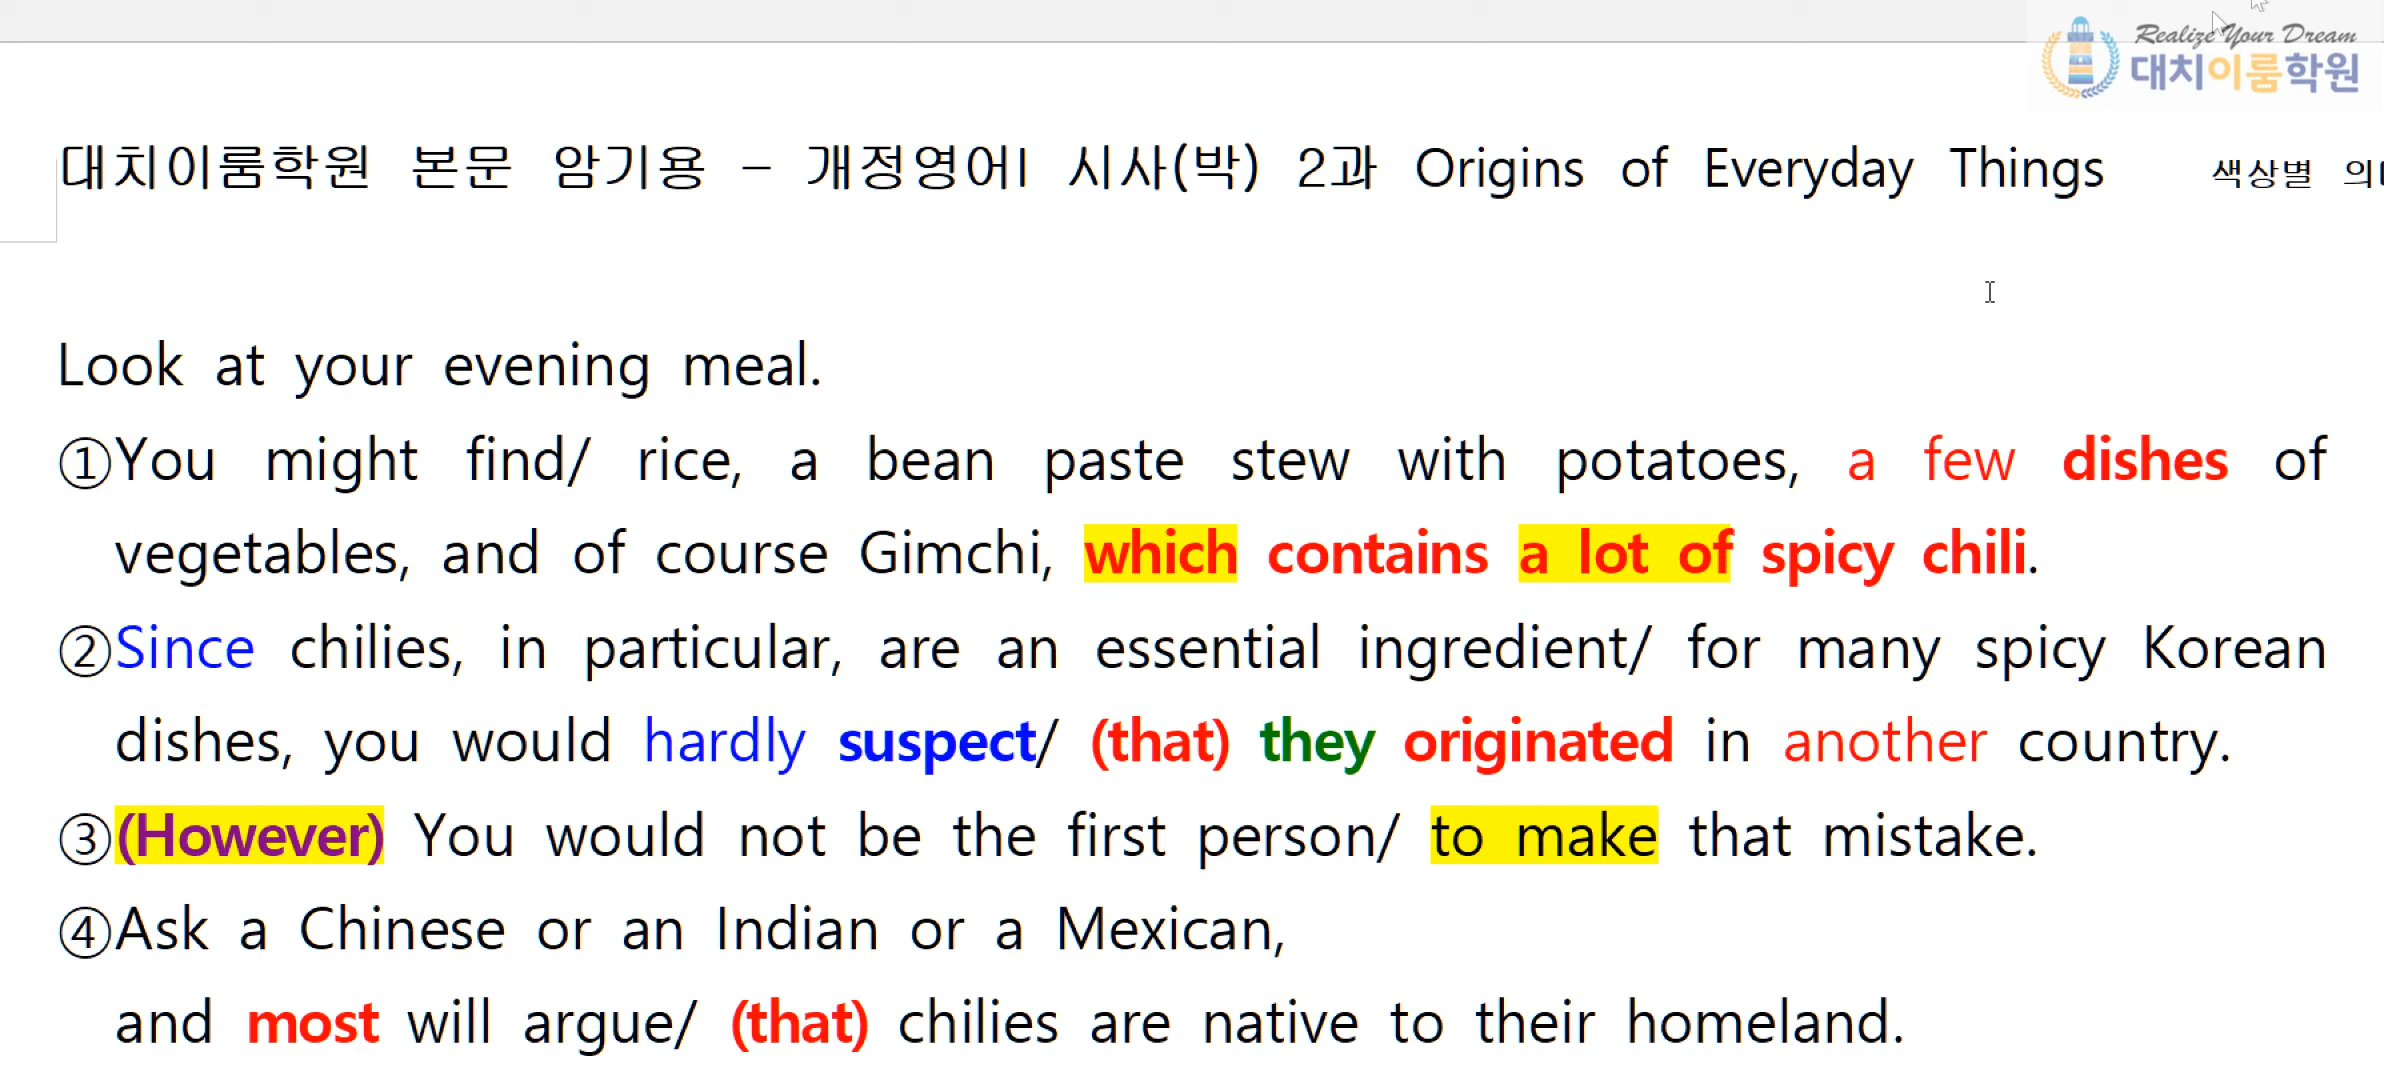 Realize Your Dream
대치이룸학원
대치이룸학원 본문 암기용 - 개정영어I 시사(박) 2과 Origins of Everyday Things 색상별
Look at your evening meal.
①You might find/ rice, a bean paste stew with potatoes, a few dishes of
vegetables, and of course Gimchi, which contains a lot of spicy chili.
②Since chilies, in particular, are an essential ingredient/ for many spicy Korean
dishes, you would hardly suspect/ (that) they originated in another country.
③(However) You would not be the first person/ to make that mistake.
④Ask a Chinese or an Indian or a Mexican,
and most will argue/ (that) chilies are native to their homeland.